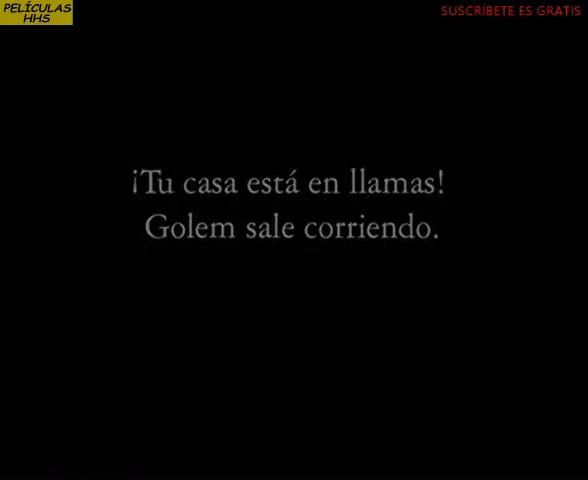 PELÍCULAS
HHS
SUSCRÍBETE ES GRATIS
¡Tu casa está en llamas!
Golem sale corriendo.